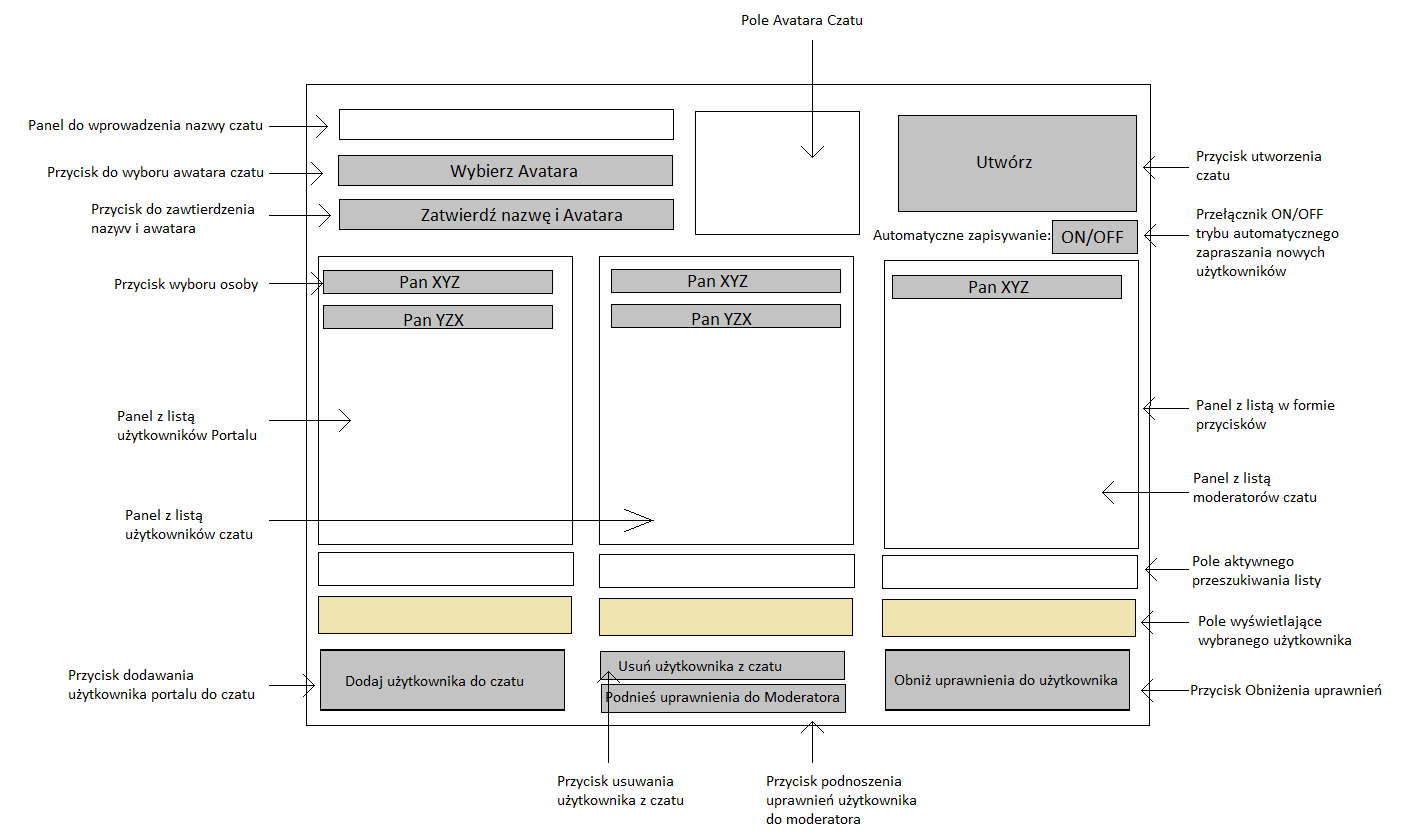 Pole Avatara Czatu
Panel do wprowadzenia nazwy czatu
Przycisk do wyboru awatara czatu
Wybierz Avatara
Utwórz
Przycisk utworzenia
czatu
Przycisk do zawtierdzenia
nazyv i awatara
Zatwierdź nazwę i Avatara
Automatyczne zapisywanie:
ON/OFF
Przełącznik ON/OFF
trybu automatycznego
zapraszania nowych
użytkowników
Przycisk wyboru osoby
Pan XYZ
Pan YZX
Pan XYZ
Pan YZX
Pan XYZ
Panel z listą
użytkowników Portalu
Panel z listą w formie
przycisków
Panel z listą
moderatorów czatu
Panel z listą
użytkowników czatu
Pole aktywnego
przeszukiwania listy
Pole wyświetlające
wybranego użytkownika
Przycisk dodawania
użytkownika portalu do czatu
Dodaj użytkownika do czatu
Usuń użytkownika z czatu
Podnieś uprawnienia do Moderatora
Obniż uprawnienia do użytkownika
Przycisk Obniżenia uprawnień
Przycisk usuwania
użytkownika z czatu
Przycisk podnoszenia
uprawnień użytkownika
do moderatora